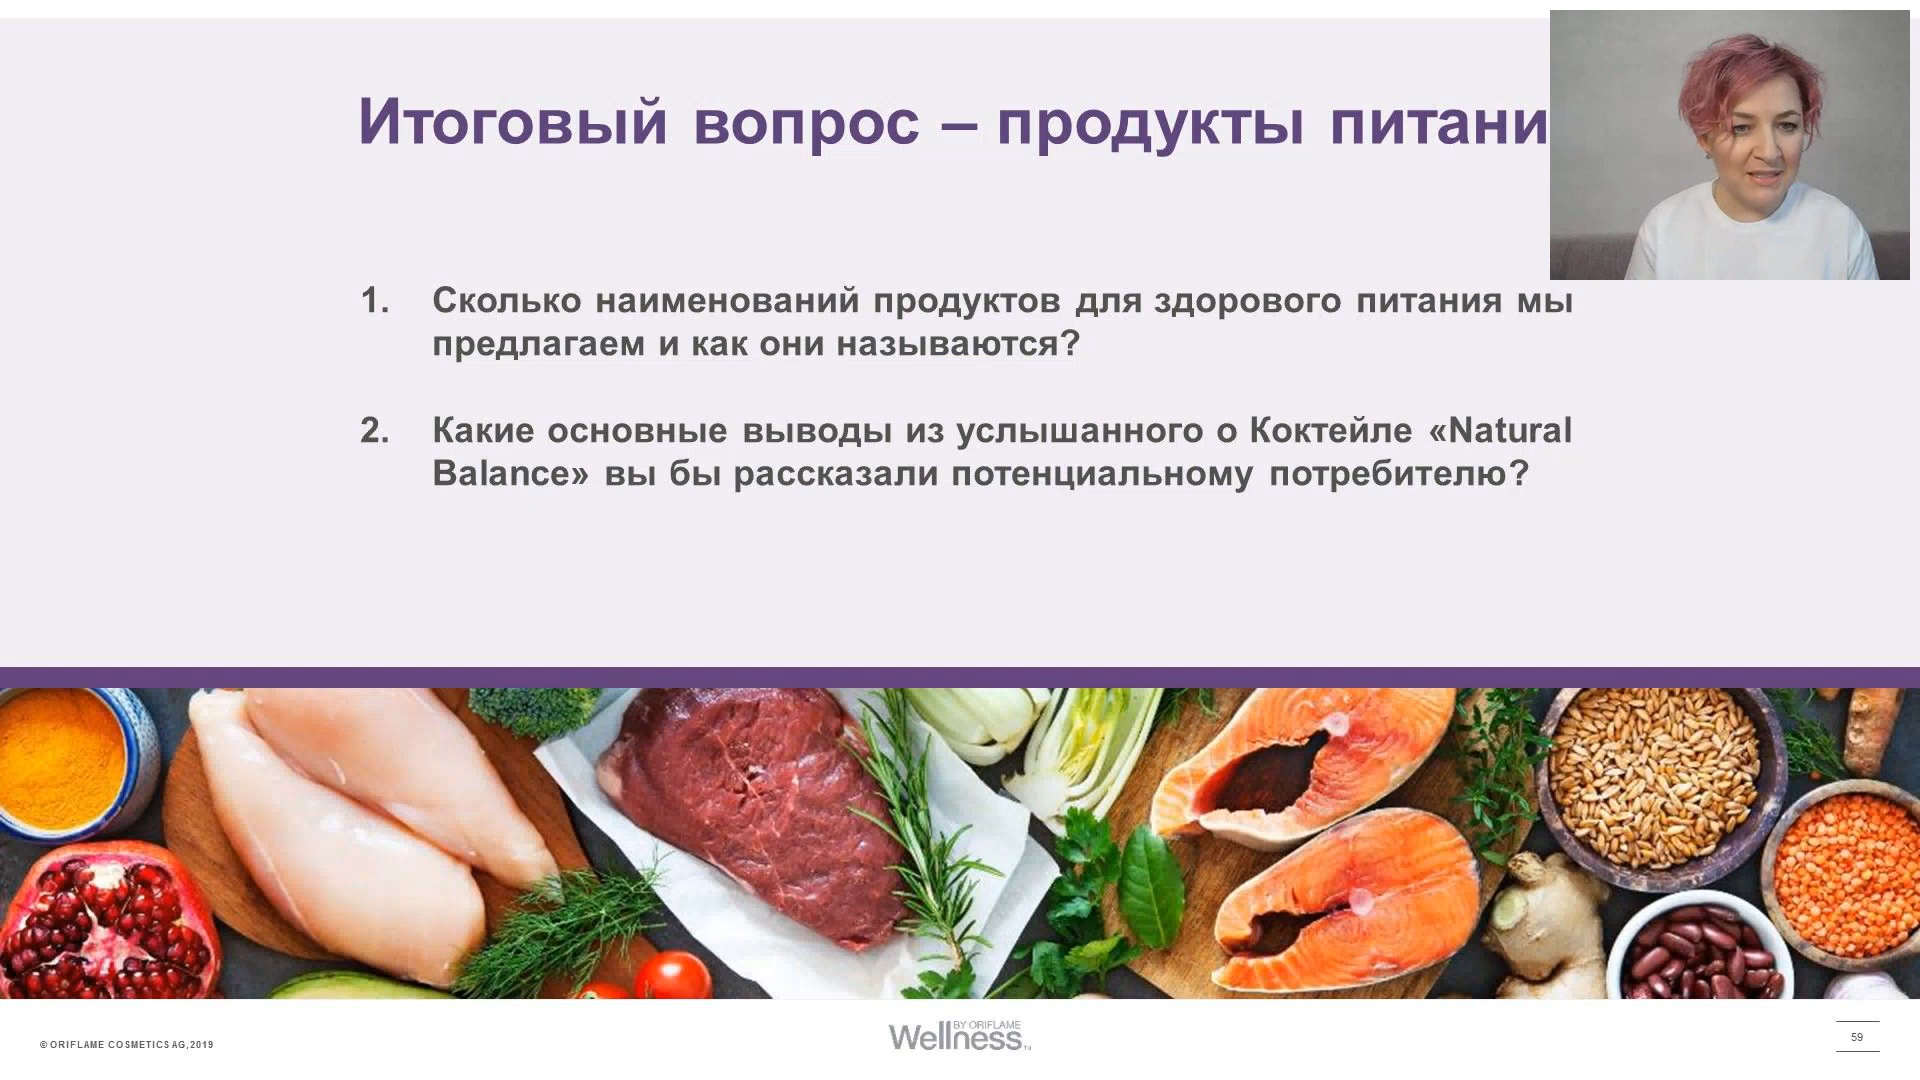 Итоговый вопрос – продукты питани
1. Сколько наименований продуктов для здорового питания мы
предлагаем и как они называются?
2. Какие основные выводы из услышанного о Коктейле «Natural
Balance» вы бы рассказали потенциальному потребителю?
© ORIFLAME COSMETICS AG, 2019
BY ORIFLAME
Wellness™
59